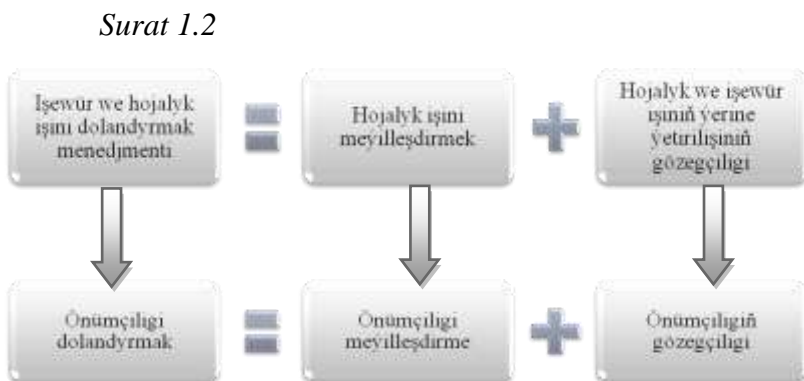 Surat 1.2
Işewür we hojalyk
işini dolandyrmak
menedjmenti
=
Hojalyk işini
meýilleşdirmek
+
Hojalyk we işewür
işiniň ýerine
ýetirilişiniň
gözegçiligi
Önümçiligi
dolandyrmak
=
Önümçiligi
meýilleşdirme
+
Önümçiligiň
gözegçiligi